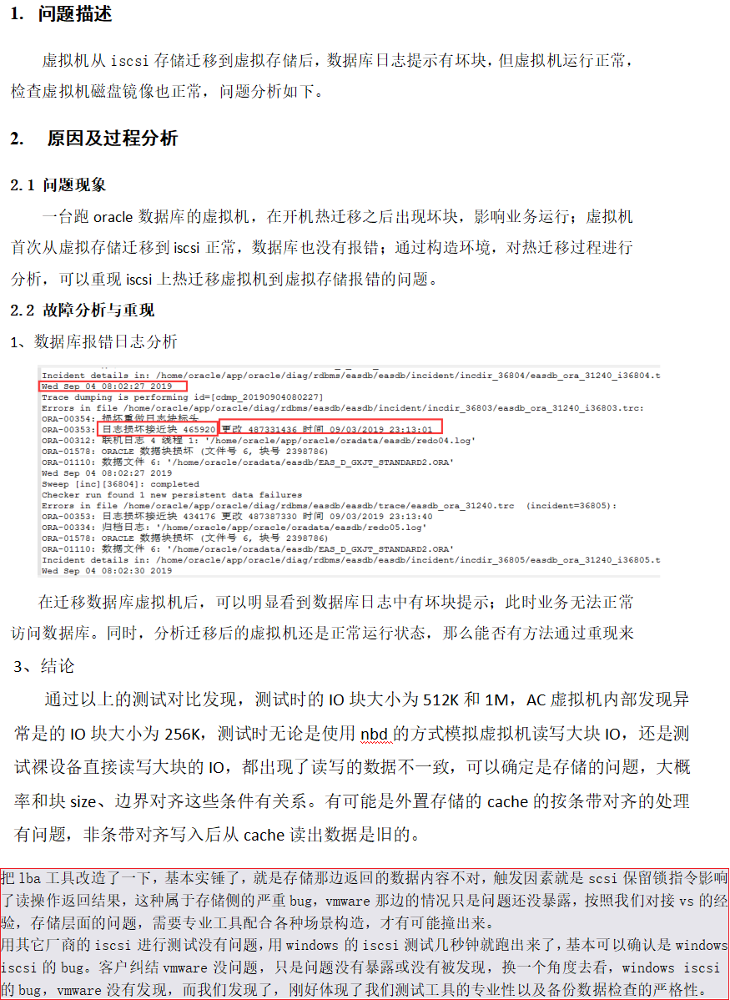 1. 问题描述
虚拟机从 iscsi 存储迁移到虚拟存储后，数据库日志提示有坏块，但虚拟机运行正常，
检查虚拟机磁盘镜像也正常，问题分析如下。
2. 原因及过程分析
2.1 问题现象
一台跑 oracle 数据库的虚拟机，在开机热迁移之后出现坏块，影响业务运行；虚拟机
首次从虚拟存储迁移到 iscsi 正常，数据库也没有报错；通过构造环境，对热迁移过程进行
分析，可以重现 iscsi 上热迁移虚拟机到虚拟存储报错的问题。
2.2 故障分析与重现
1、数据库报错日志分析
Incident details in: /home/oracle/app/oracle/diag/rdbms/easdb/easdb/incident/incdir_36804/easdb_ora_31240_i36804.t
Wed Sep 04 08:02:27 2019
Trace dumping is performing id=[cdmp_20190904080227]
Errors in file /home/oracle/app/oracle/diag/rdbms/easdb/easdb/incident/incdir_36803/easdb_ora_31240_i36803.trc:
ORA-00354: 损坏重做日志块标头
ORA-00353: 日志损坏接近块 465920 更改 487331436 时间 09/03/2019 23:13:01
ORA-00312: 联机日志 4 线程 1: '/home/oracle/app/oracle/oradata/easdb/redo04.log'
ORA-01578: ORACLE 数据块损坏 (文件号 6, 块号 2398786)
ORA-01110: 数据文件 6: '/home/oracle/oradata/easdb/EAS_D_GXJT_STANDARD2.ORA'
Wed Sep 04 08:02:27 2019
Sweep [inc][36804]: completed
Checker run found 1 new persistent data failures
Errors in file /home/oracle/app/oracle/diag/rdbms/easdb/easdb/trace/easdb_ora_31240.trc (incident=36805):
ORA-00353: 日志损坏接近块 434176 更改 487387330 时间 09/03/2019 23:13:40
ORA-00334: 归档日志: '/home/oracle/app/oracle/oradata/easdb/redo05.log'
ORA-01578: ORACLE 数据块损坏 (文件号 6, 块号 2398786)
ORA-01110: 数据文件 6: '/home/oracle/oradata/easdb/EAS_D_GXJT_STANDARD2.ORA'
Incident details in: /home/oracle/app/oracle/diag/rdbms/easdb/easdb/incident/incdir_36805/easdb_ora_31240_i36805.t
Wed Sep 04 08:02:30 2019
在迁移数据库虚拟机后，可以明显看到数据库日志中有坏块提示；此时业务无法正常
访问数据库。同时，分析迁移后的虚拟机还是正常运行状态，那么能否有方法通过重现来
3、结论
通过以上的测试对比发现，测试时的 IO 块大小为 512K 和 1M，AC 虚拟机内部发现异
常是的 IO 块大小为 256K，测试时无论是使用 nbd 的方式模拟虚拟机读写大块 IO，还是测
试裸设备直接读写大块的 IO，都出现了读写的数据不一致，可以确定是存储的问题，大概
率和块 size、边界对齐这些条件有关系。有可能是外置存储的 cache 的按条带对齐的处理
有问题，非条带对齐写入后从 cache 读出数据是旧的。
把 lba 工具改造了一下，基本实锤了，就是存储那边返回的数据内容不对，触发因素就是 scsi 保留锁指令影响
了读操作返回结果，这种属于存储侧的严重 bug，vmware 那边的情况只是问题还没暴露，按照我们对接 vs 的经
验，存储层面的问题，需要专业工具配合各种场景构造，才有可能撞出来。
用其它厂商的 iscsi 进行测试没有问题，用 windows 的 iscsi 测试几秒钟就跑出来了，基本可以确认是 windows
iscsi 的 bug。客户纠结 vmware 没问题，只是问题没有暴露或没有被发现，换一个角度去看，windows iscsi
的 bug，vmware 没有发现，而我们发现了，刚好体现了我们测试工具的专业性以及备份数据检查的严格性。